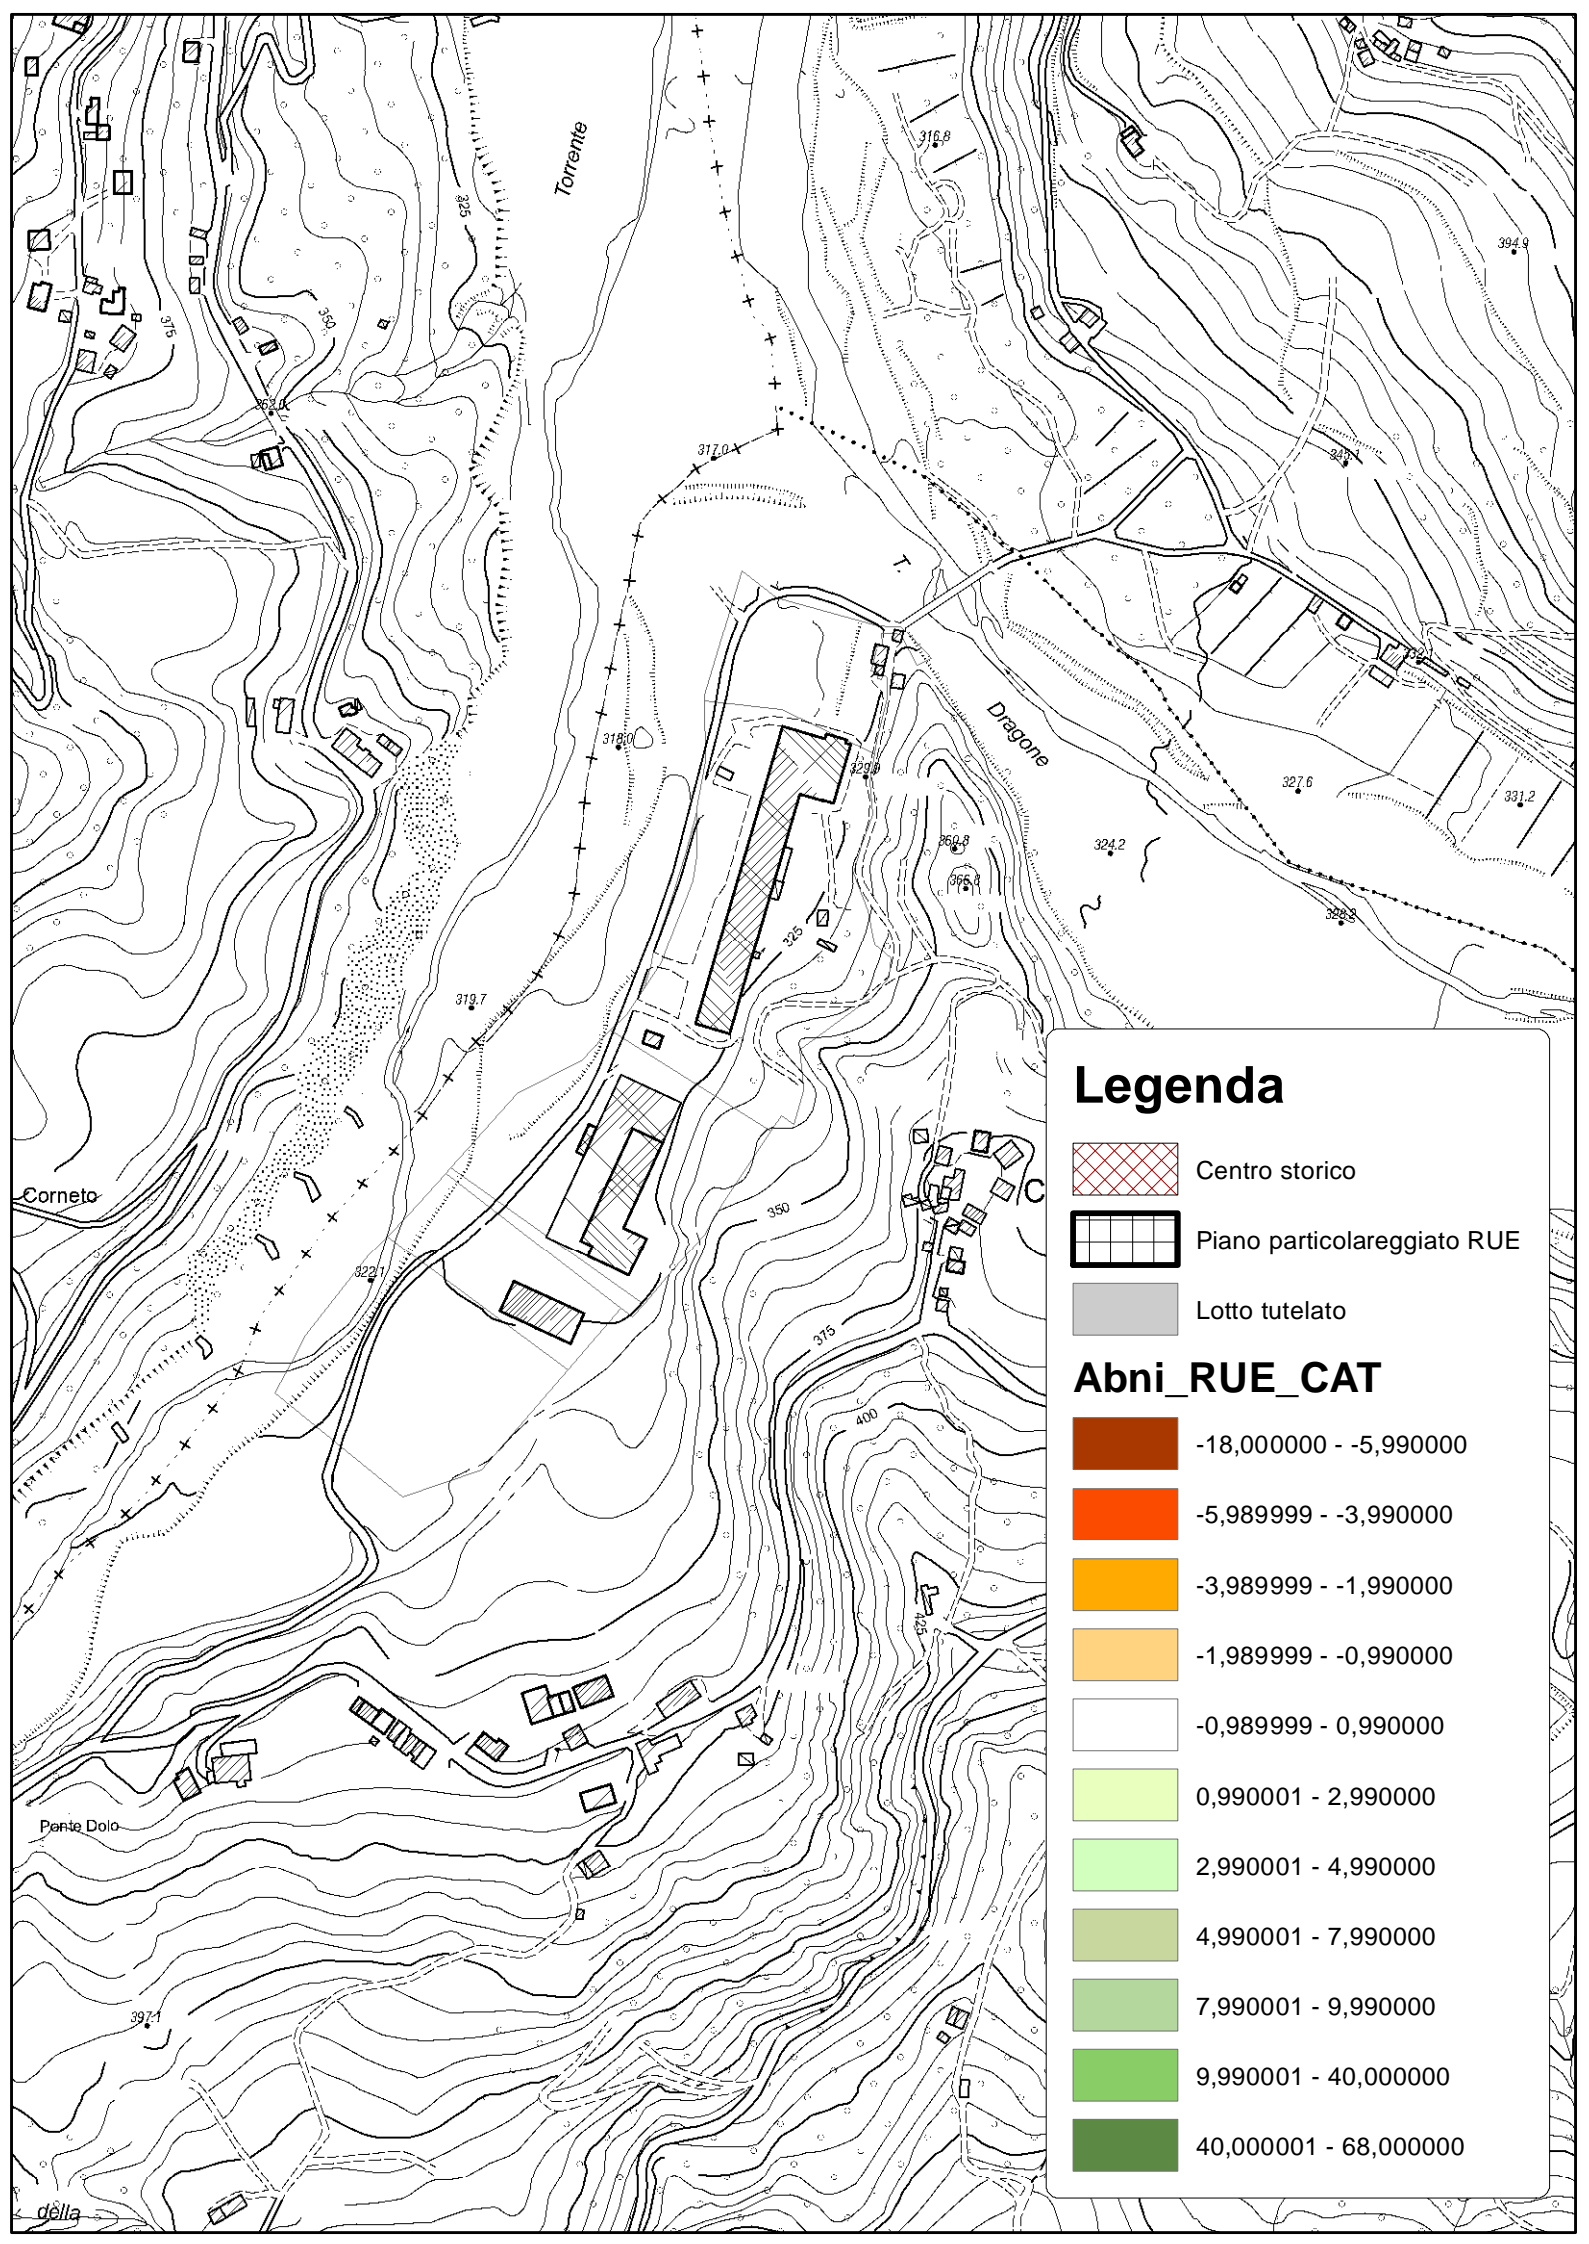 316.8
Torrente
325
394.9
350
375
362.0
317.0
345.1
T.
332.
Dragone
318.0
329.9
327.6
331.2
360.8
324.2
366.8
328.2
325
319.7
Legenda
Centro storico
Corneto
C
350
Piano particolareggiato RUE
322.1
Lotto tutelato
375
Abni_RUE_CAT
400
-18,000000 - -5,990000
-5,989999 - -3,990000
-3,989999 - -1,990000
425
-1,989999 - -0,990000
-0,989999 - 0,990000
0,990001 - 2,990000
Ponte Dolo
2,990001 - 4,990000
4,990001 - 7,990000
397.1
7,990001 - 9,990000
9,990001 - 40,000000
40,000001 - 68,000000
della